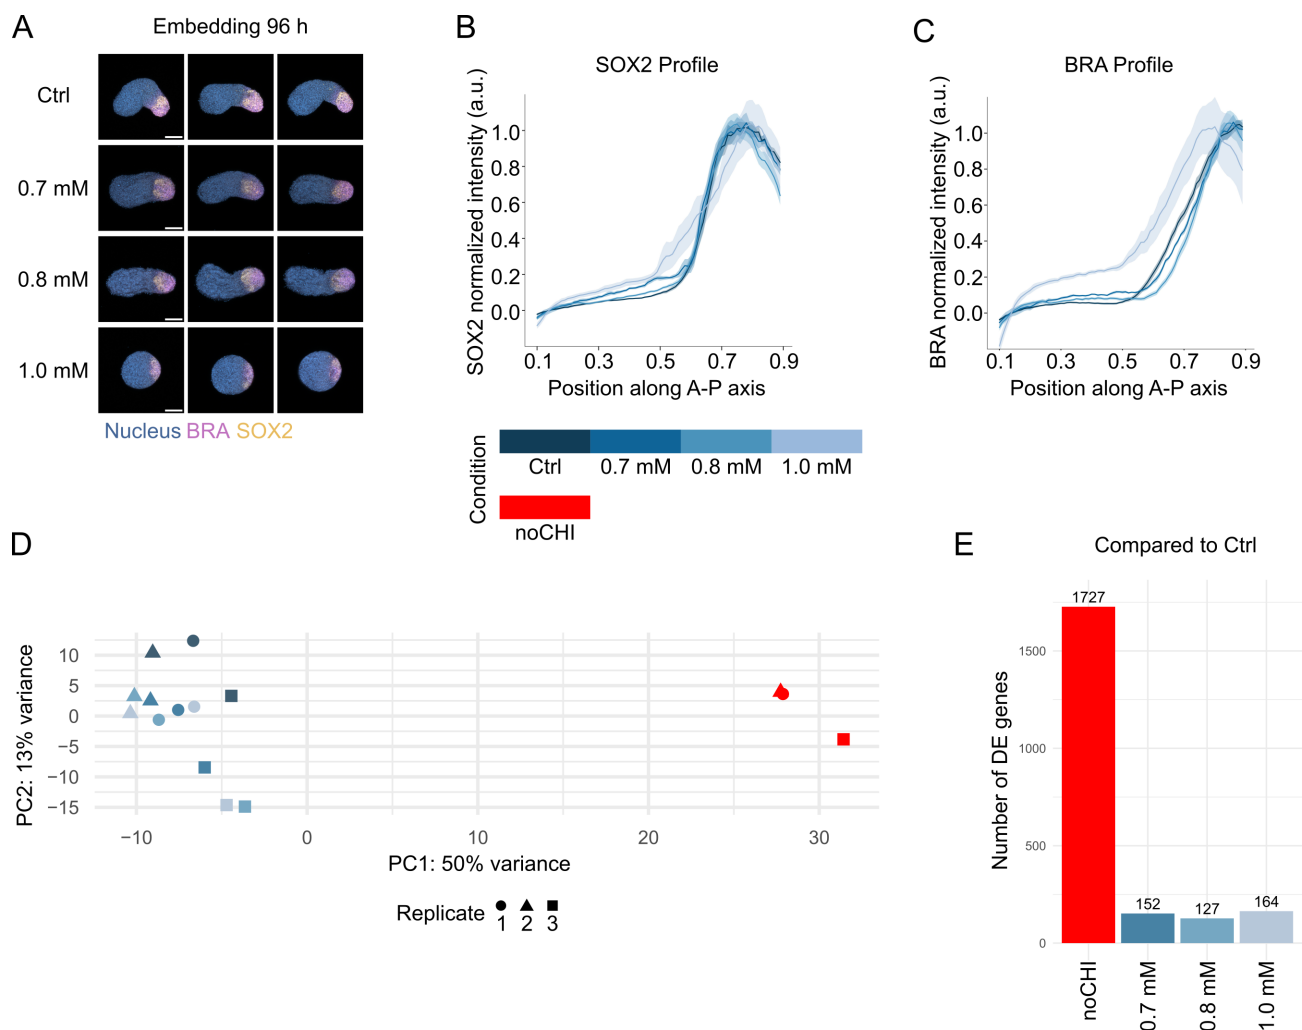 A
Embedding 96 h
Ctrl
0.7 mM
0.8 mM
1.0 mM
Nucleus BRA SOX2
B
SOX2 Profile
SOX2 normalized intensity (a.u.)
1.0
0.8
0.6
0.4
0.2
0.0
0.1 0.3 0.5 0.7 0.9
Position along A-P axis
C
BRA Profile
BRA normalized intensity (a.u.)
1.0
0.8
0.6
0.4
0.2
0.0
0.1 0.3 0.5 0.7 0.9
Position along A-P axis
Condition
Ctrl 0.7 mM 0.8 mM 1.0 mM
noCHI
D
PC2: 13% variance
10
5
0
−5
−10
−15
−10 0 10 20 30
PC1: 50% variance
Replicate
1 2 3
E
Compared to Ctrl
Number of DE genes
1500
1000
500
0
1727
152
127
164
noCHI
0.7 mM
0.8 mM
1.0 mM